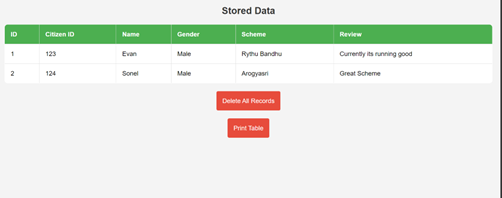 Stored Data
ID Citizen ID Name Gender Scheme Review
1 123 Evan Male Rythu Bandhu Currently its running good
2 124 Sonel Male Arogyasri Great Scheme
Delete All Records
Print Table